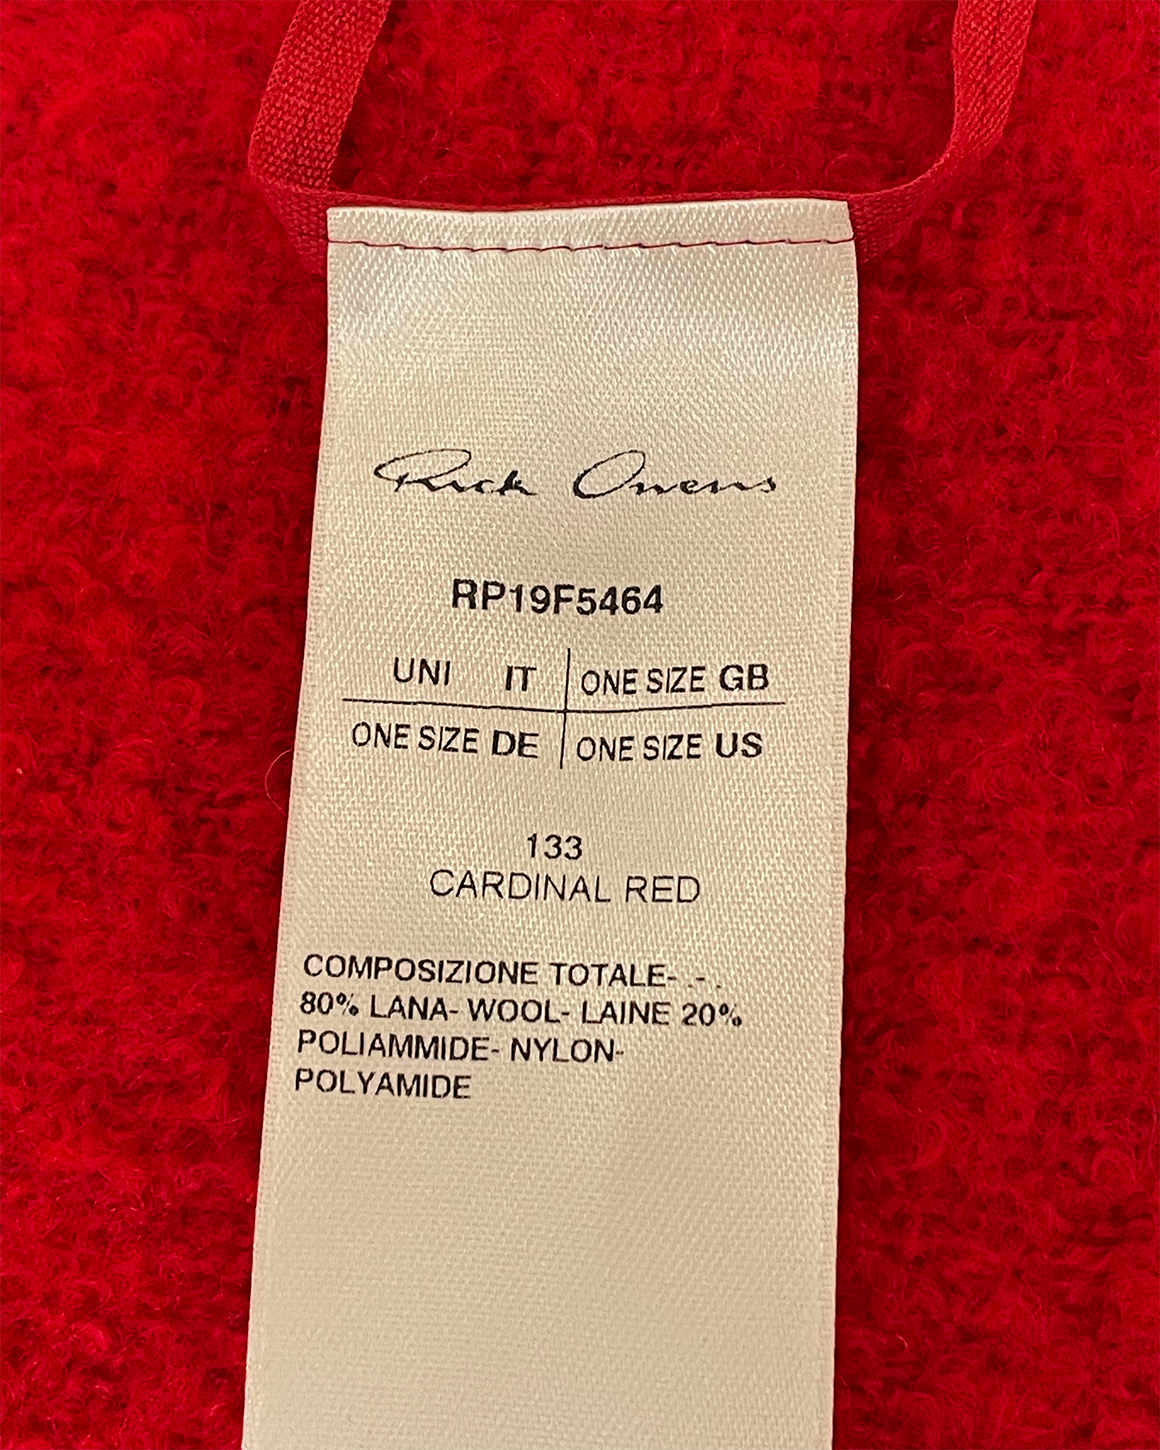 Rick Owens
RP19F5464
UNI IT ONE SIZE GB
ONE SIZE DE ONE SIZE US
133
CARDINAL RED
COMPOSIZIONE TOTALE- .- .
80% LANA- WOOL- LAINE 20%
POLIAMMIDE- NYLON-
POLYAMIDE